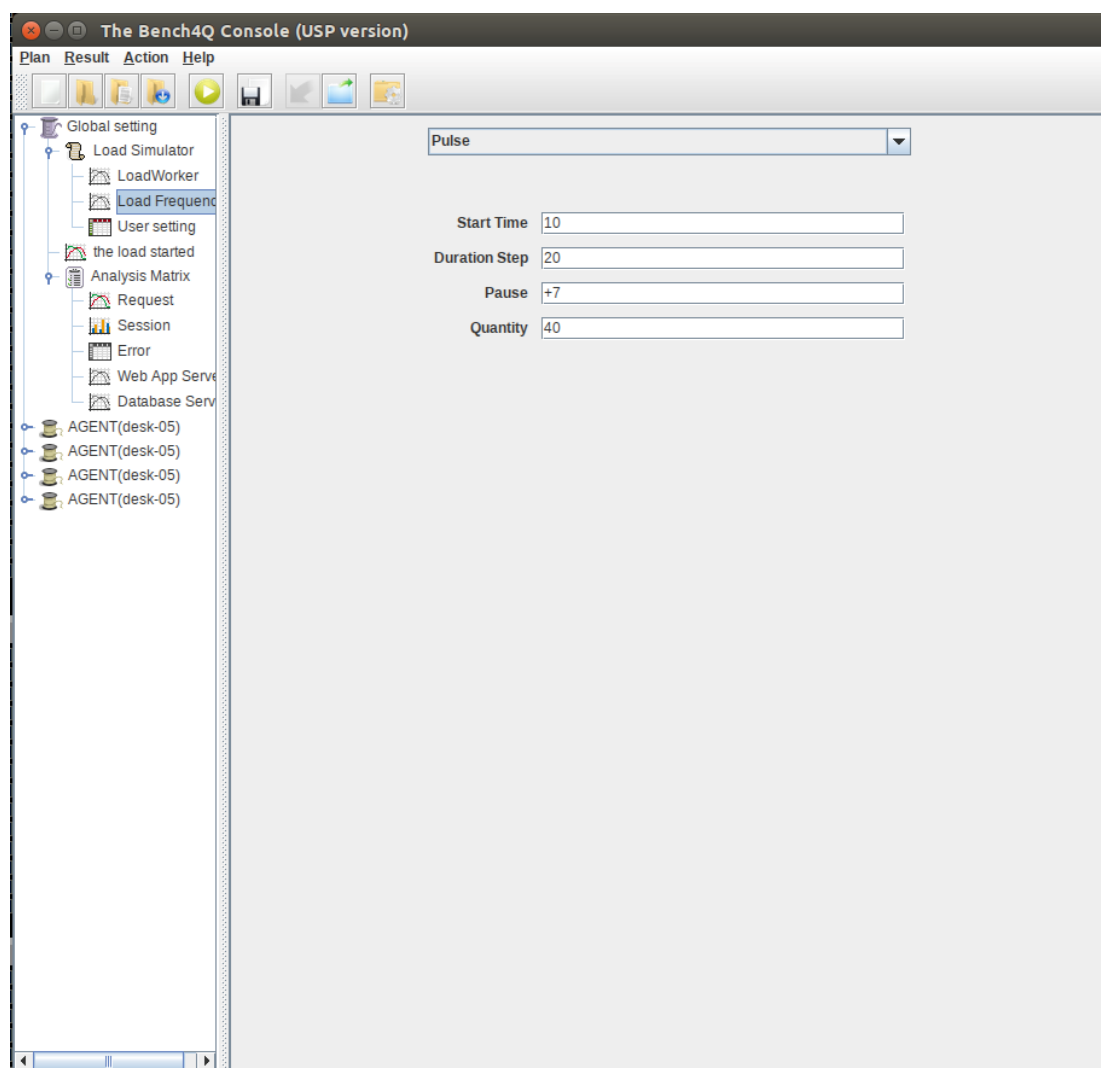 The Bench4Q Console (USP version)
Plan Result Action Help
Global setting
Load Simulator
LoadWorker
Load Frequenc
User setting
the load started
Analysis Matrix
Request
Session
Error
Web App Serve
Database Serv
AGENT(desk-05)
AGENT(desk-05)
AGENT(desk-05)
AGENT(desk-05)
Pulse
Start Time 10
Duration Step 20
Pause +7
Quantity 40